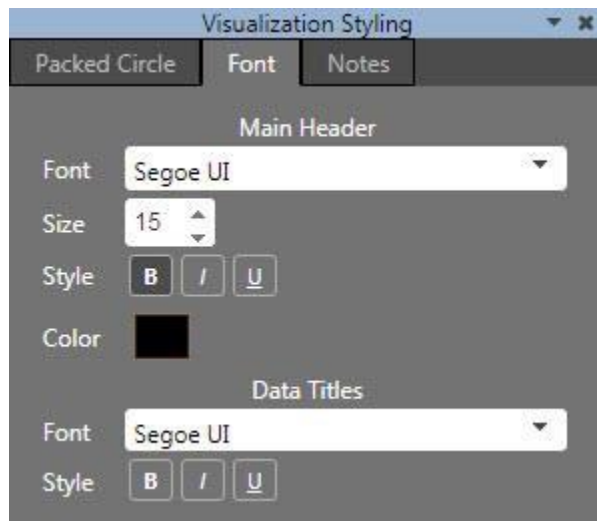 Visualization Styling
Packed Circle Font Notes
Main Header
Font Segoe UI
Size 15
Style B I U
Color
Data Titles
Font Segoe UI
Style B I U